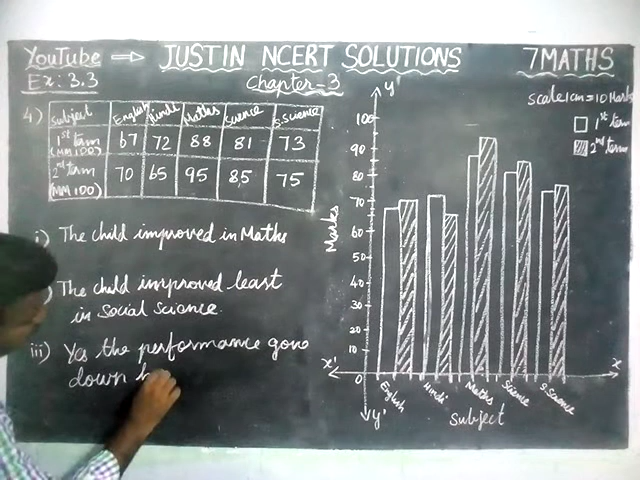 YouTube → JUSTIN NCERT SOLUTIONS 7MATHS
Ex: 3.3
Chapter-3
4)
Subject English Hindi Maths Science S.Science
1st term (MM 100) 67 72 88 81 73
2nd term (MM 100) 70 65 95 85 75
i) The child improved in Maths
) The child improved least
in Social Science.
iii) Yes the performance gone
down
scale 1cm = 10 Marks
1st term
2nd term
Y'
100
90
80
70
60
50
40
30
20
10
0
Marks
X'
X
English
Hindi
Maths
Science
S.Science
Subject
Y'